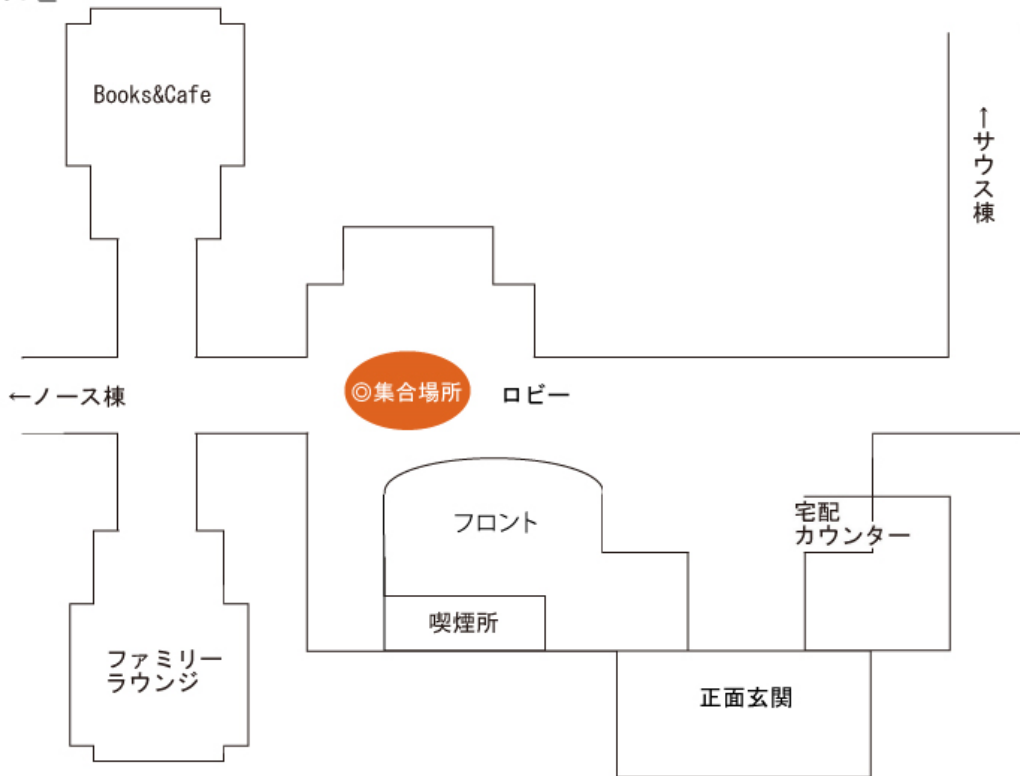 Books&Cafe
↑サウス棟
←ノース棟
◎集合場所
ロビー
フロント
宅配
カウンター
喫煙所
ファミリー
ラウンジ
正面玄関